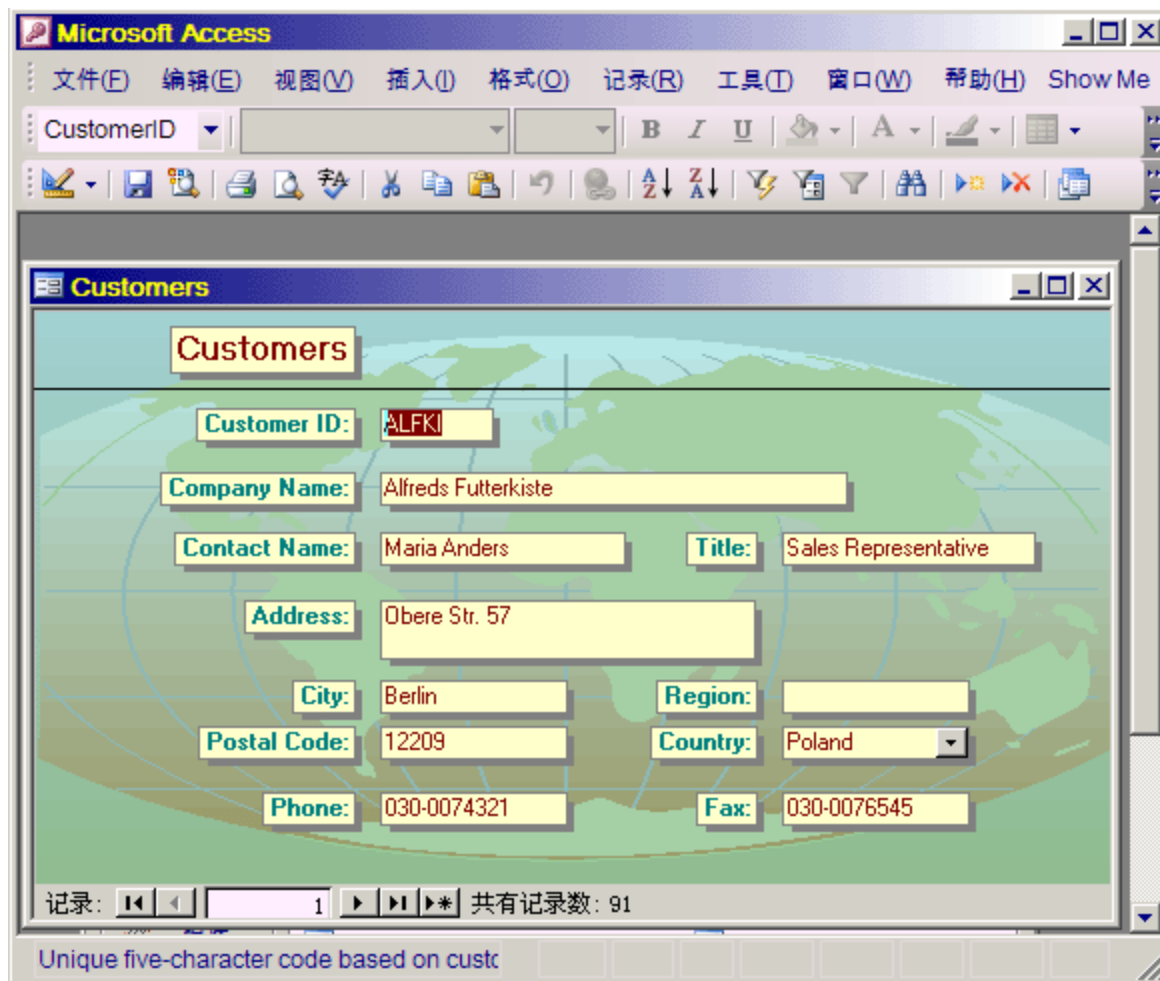 Microsoft Access
文件(F) 编辑(E) 视图(V) 插入(I) 格式(O) 记录(R) 工具(T) 窗口(W) 帮助(H) Show Me
CustomerID B I U A
Customers
Customers
Customer ID: ALFKI
Company Name: Alfreds Futterkiste
Contact Name: Maria Anders Title: Sales Representative
Address: Obere Str. 57
City: Berlin Region:
Postal Code: 12209 Country: Poland
Phone: 030-0074321 Fax: 030-0076545
记录: 1 共有记录数: 91
Unique five-character code based on custo